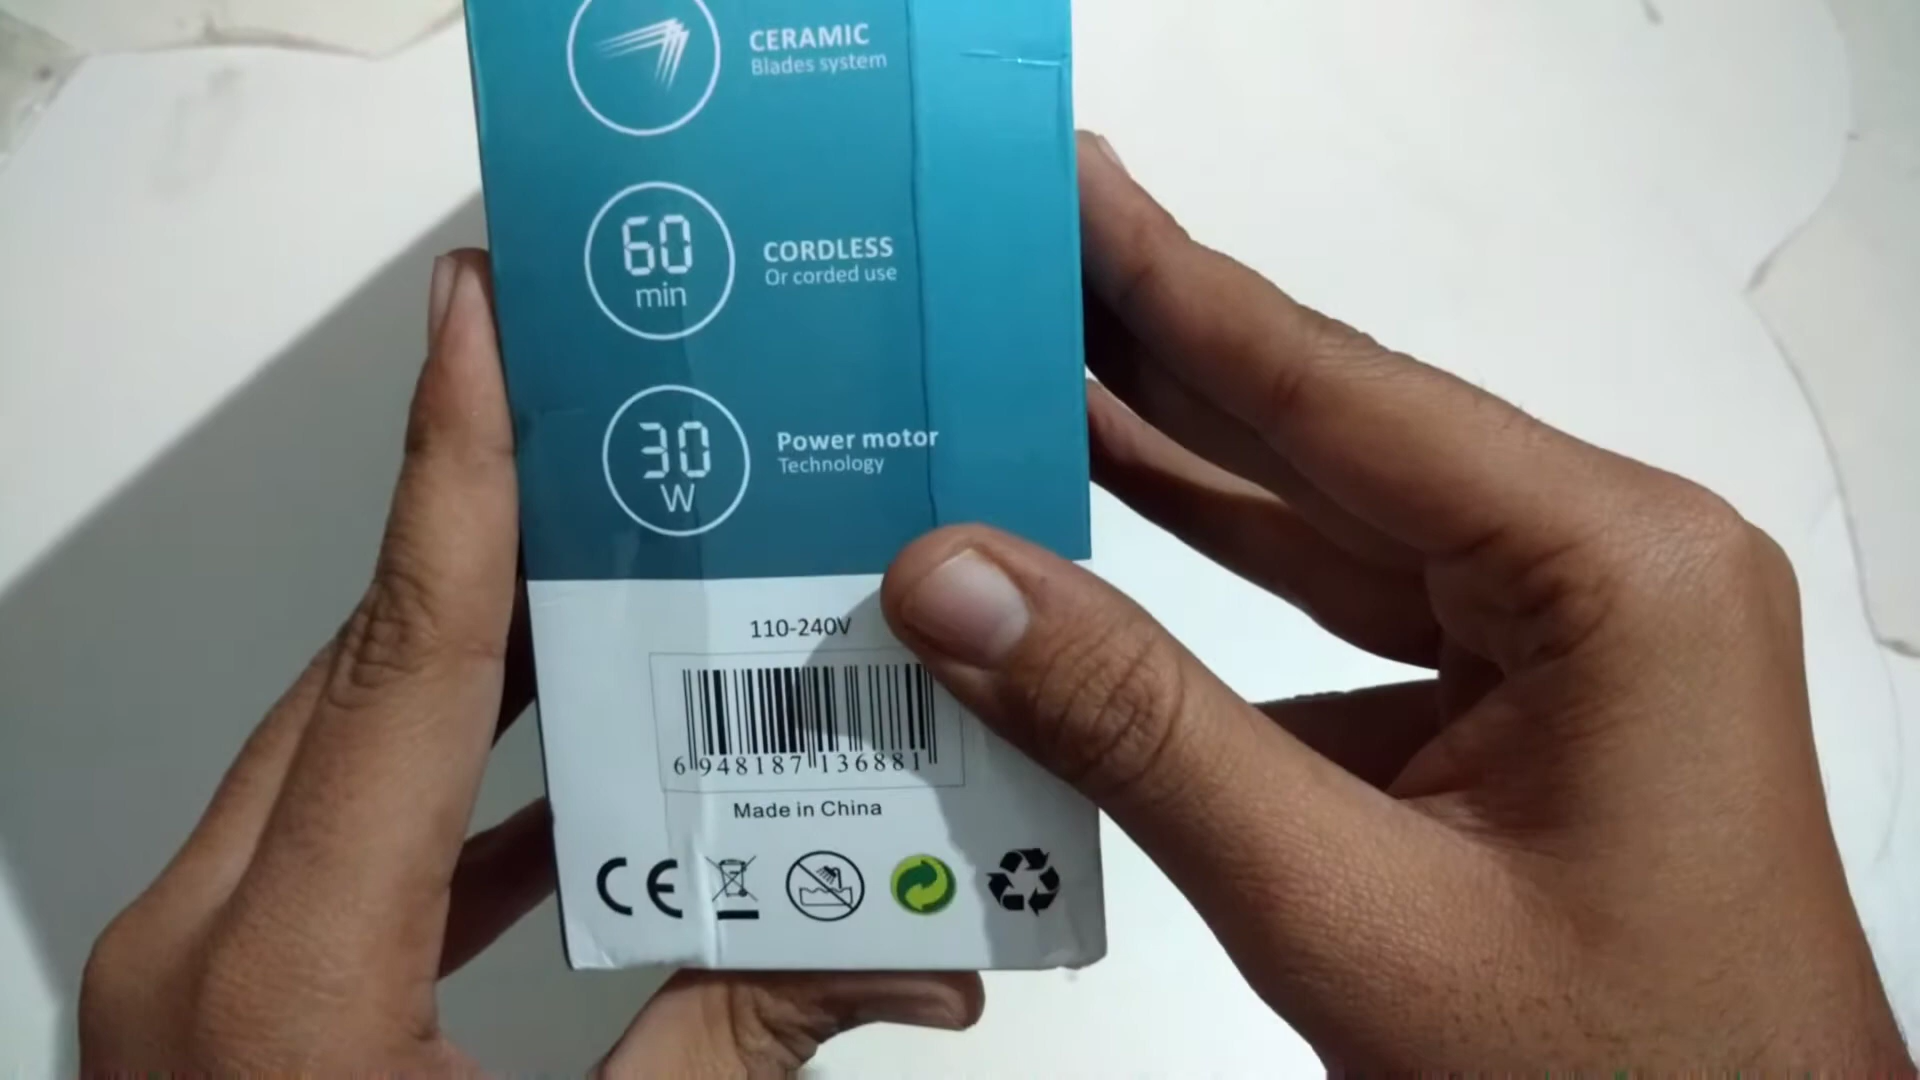 CERAMIC
Blades system
60
min
CORDLESS
Or corded use
30
W
Power motor
Technology
110-240V
6 948187 136881
Made in China
CE